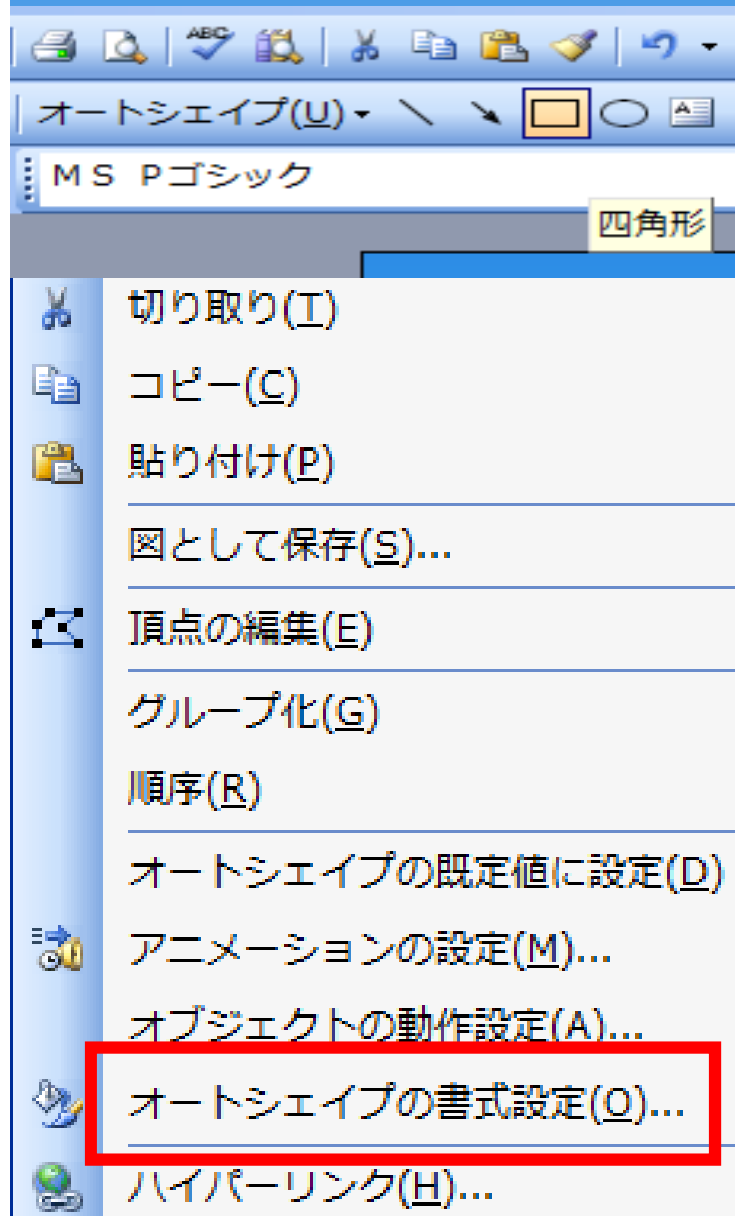 ABC
オートシェイプ(U)
MS Pゴシック
四角形
切り取り(T)
コピー(C)
貼り付け(P)
図として保存(S)...
頂点の編集(E)
グループ化(G)
順序(R)
オートシェイプの既定値に設定(D)
アニメーションの設定(M)...
オブジェクトの動作設定(A)...
オートシェイプの書式設定(O)...
ハイパーリンク(H)...